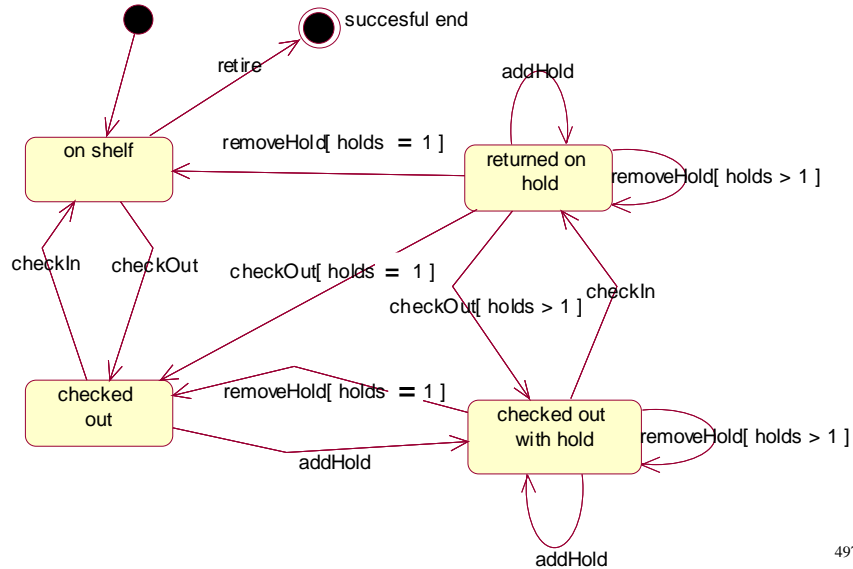 succesful end
retire
addHold
on shelf
removeHold[ holds = 1 ]
returned on
hold
removeHold[ holds > 1 ]
checkIn
checkOut
checkOut[ holds = 1 ]
checkOut[ holds > 1 ]
checkIn
checked
out
removeHold[ holds = 1 ]
checked out
with hold
removeHold[ holds > 1 ]
addHold
addHold